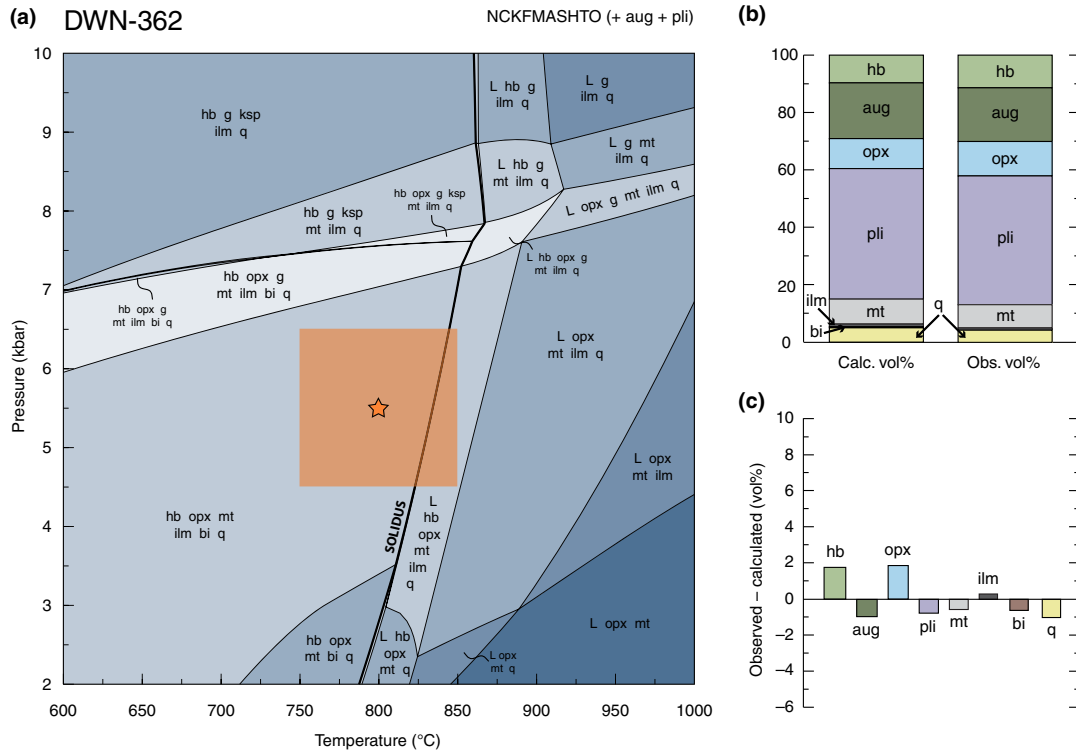 (a) DWN-362
NCKFMASHTO (+ aug + pli)
Pressure (kbar)
10
9
8
7
6
5
4
3
2
600
650
700
750
800
850
900
950
1000
Temperature (°C)
hb g ksp
ilm q
L hb g
ilm q
L g
ilm q
L g mt
ilm q
L hb g
mt ilm q
hb opx g ksp
mt ilm q
hb g ksp
mt ilm q
L opx g mt ilm q
L hb opx g
mt ilm q
hb opx g
mt ilm bi q
hb opx g
mt ilm bi q
L opx
mt ilm q
L opx
mt ilm
hb opx mt
ilm bi q
SOLIDUS
L
hb
opx
mt
ilm
q
hb opx
mt bi q
L hb
opx
mt q
L opx
mt q
L opx mt
(b)
100
80
60
40
20
0
hb
aug
opx
pli
mt
ilm
bi
q
hb
aug
opx
pli
mt
Calc. vol%
Obs. vol%
(c)
Observed – calculated (vol%)
10
8
6
4
2
0
−2
−4
−6
hb
aug
opx
pli
mt
ilm
bi
q